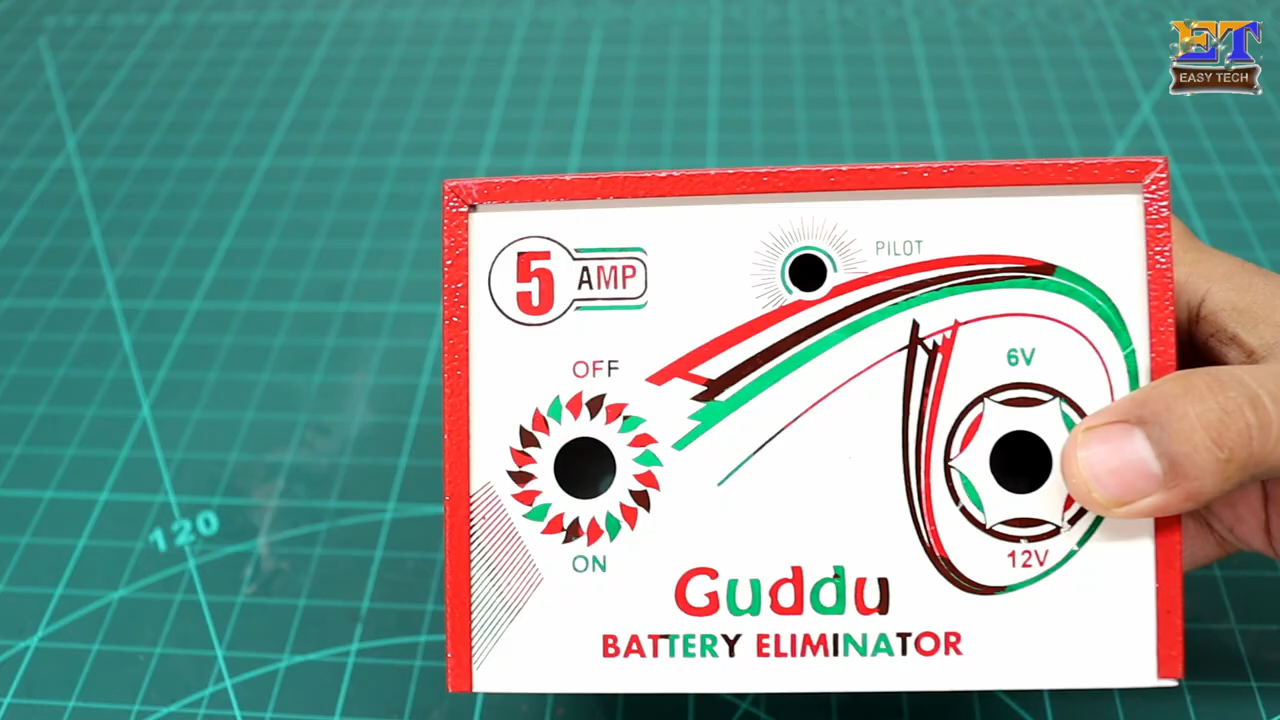 ET
EASY TECH
5 AMP
PILOT
OFF
6V
120
ON
12V
Guddu
BATTERY ELIMINATOR